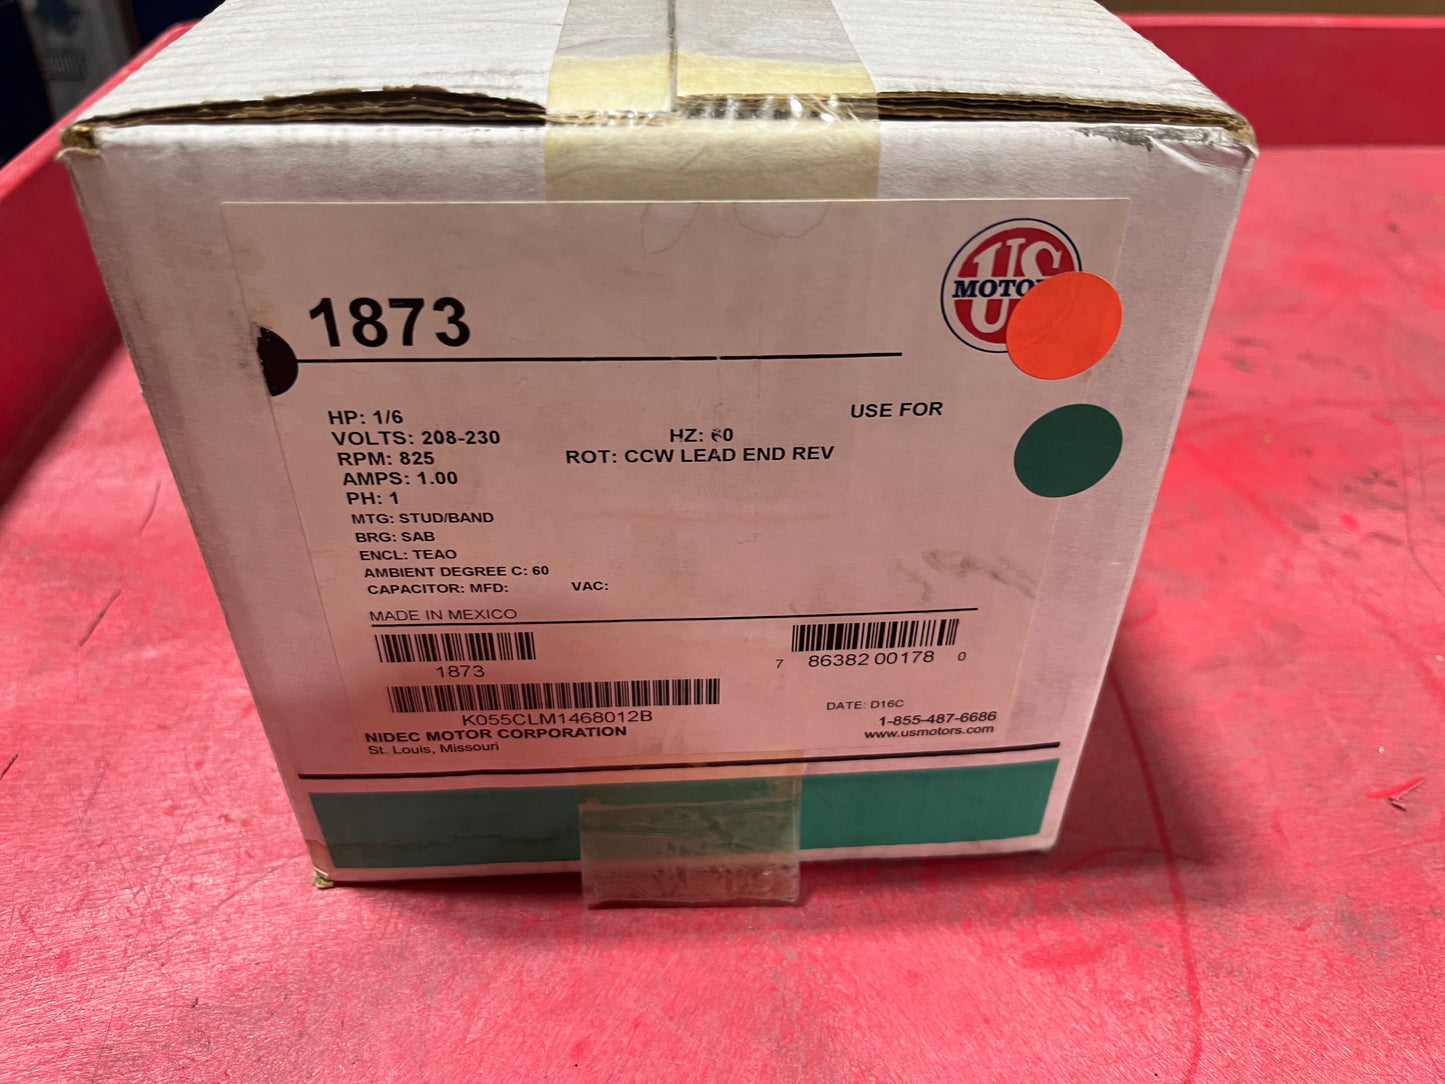 US
MOTO
1873
HP: 1/6
USE FOR
VOLTS: 208-230
HZ: 60
RPM: 825
ROT: CCW LEAD END REV
AMPS: 1.00
PH: 1
MTG: STUD/BAND
BRG: SAB
ENCL: TEAO
AMBIENT DEGREE C: 60
CAPACITOR: MFD:
VAC:
MADE IN MEXICO
1873
7 86382 00178 0
K055CLM1468012B
DATE: D16C
NIDEC MOTOR CORPORATION
1-855-487-6686
St. Louis, Missouri
www.usmotors.com